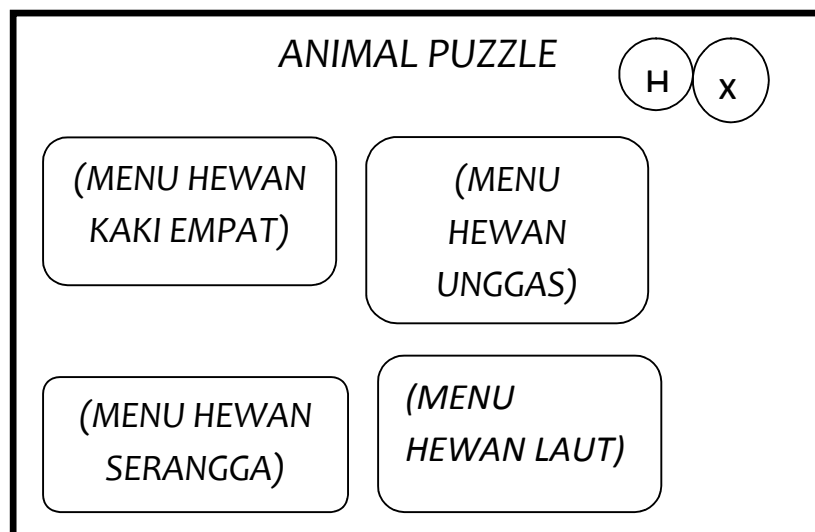 ANIMAL PUZZLE
H
X
(MENU HEWAN
KAKI EMPAT)
(MENU
HEWAN
UNGGAS)
(MENU HEWAN
SERANGGA)
(MENU
HEWAN LAUT)